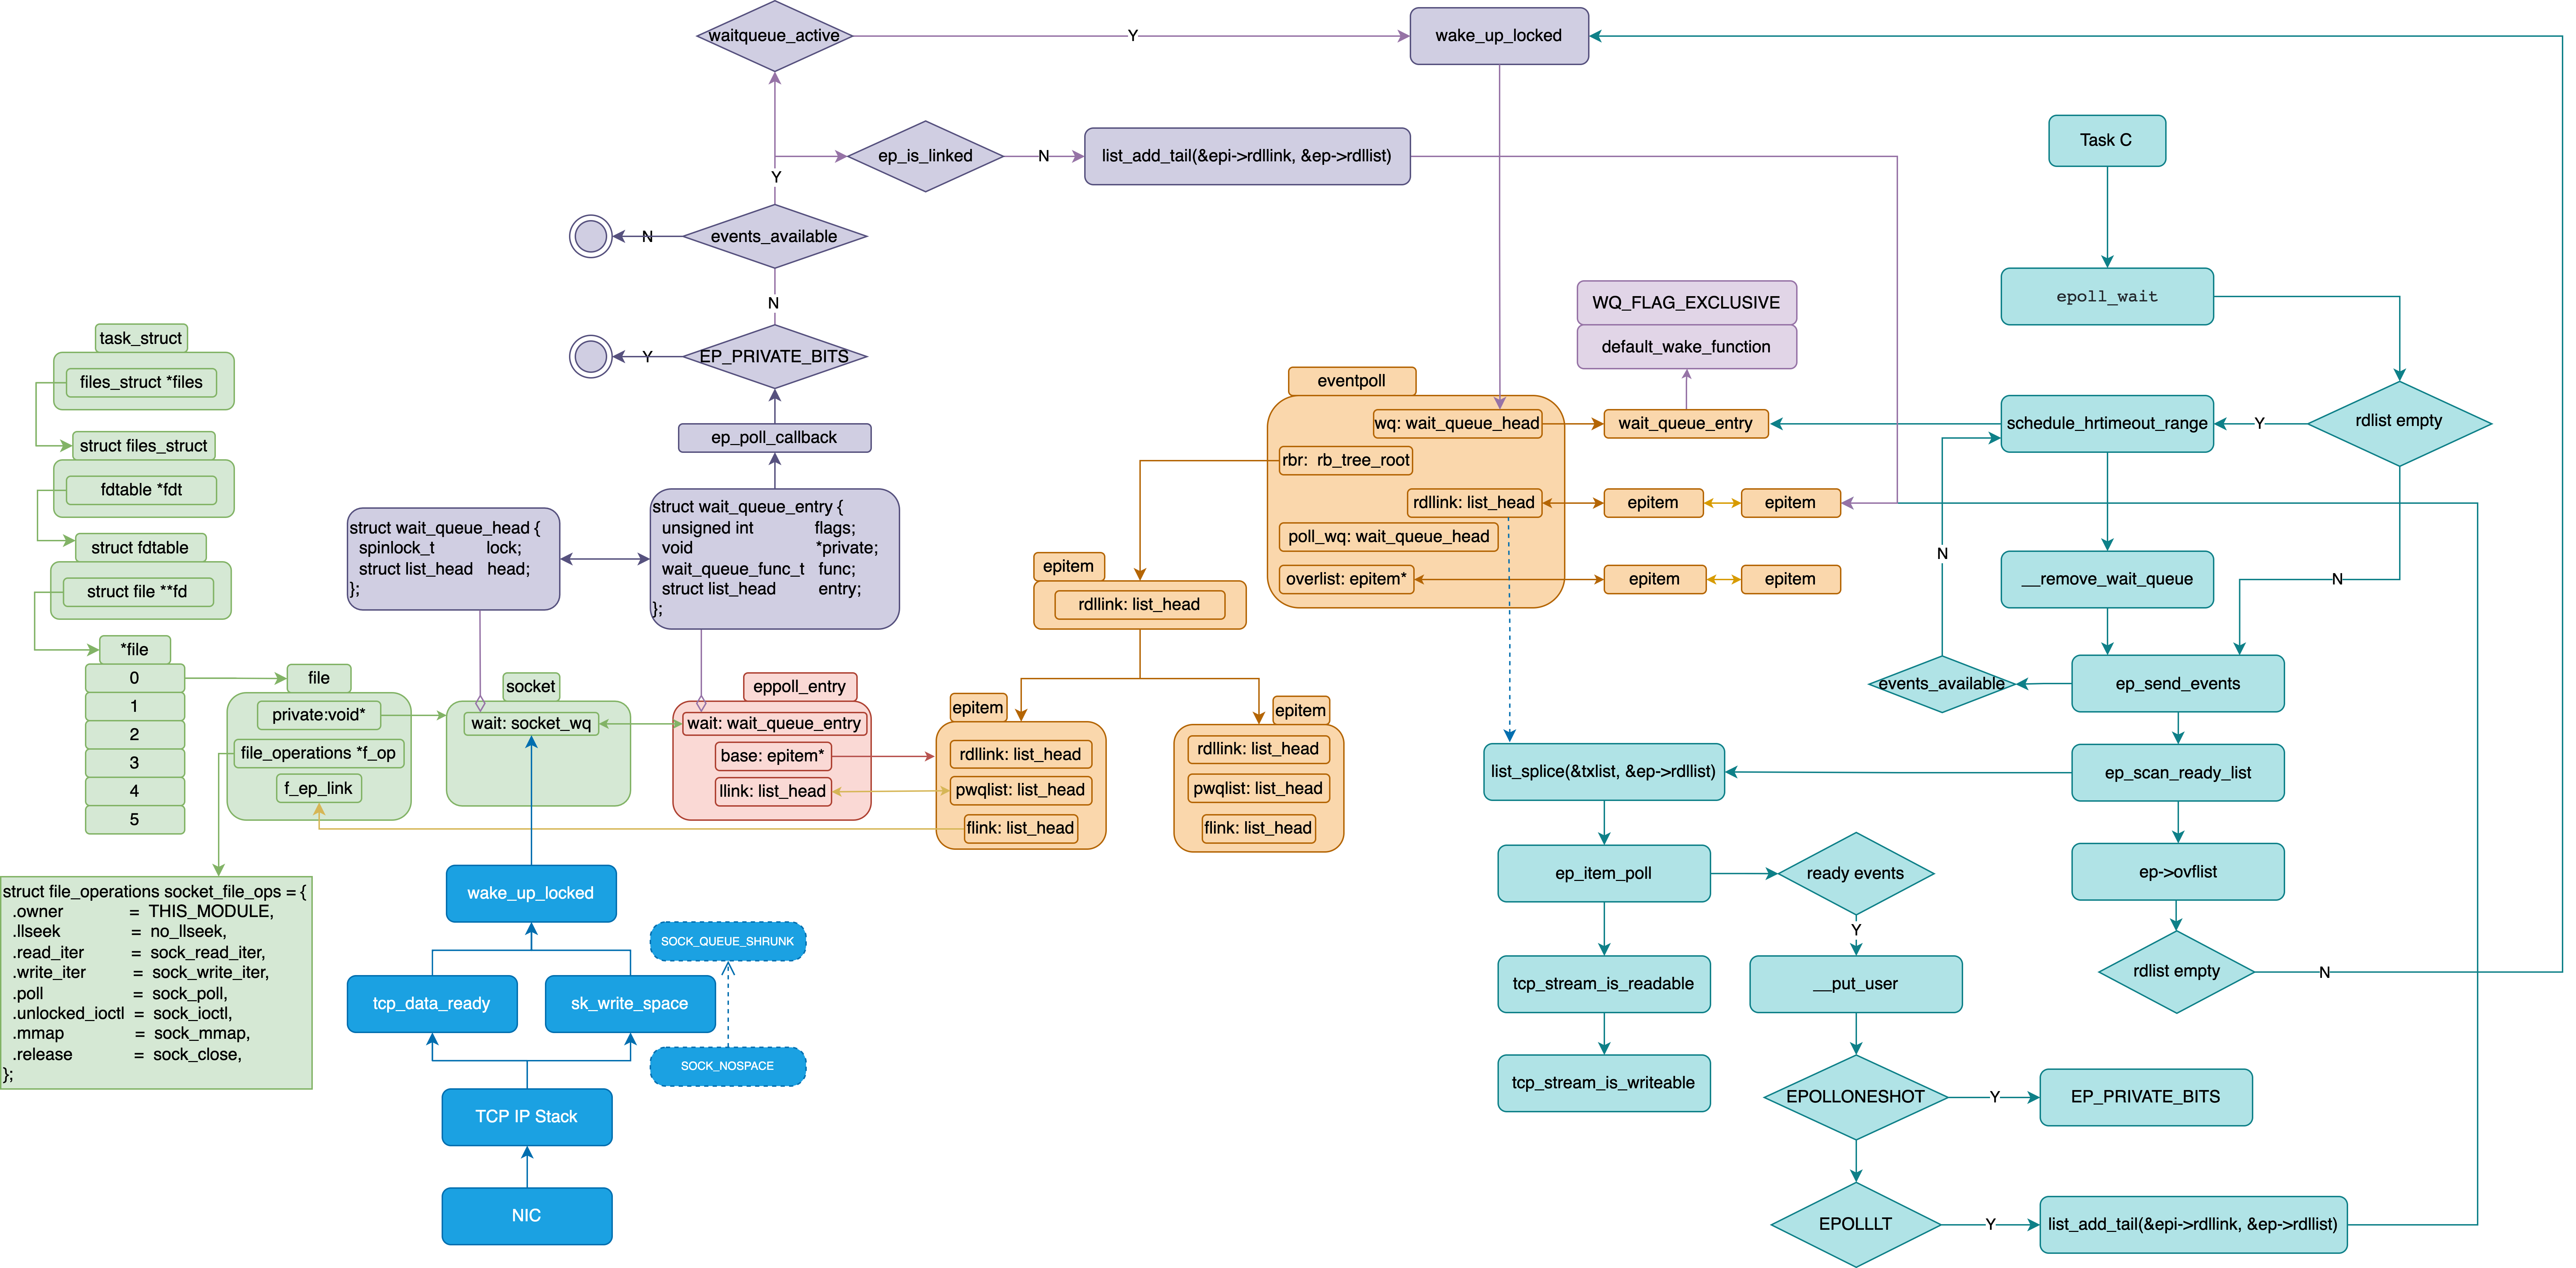 waitqueue_active
Y
wake_up_locked
ep_is_linked
N
list_add_tail(&epi->rdllink, &ep->rdllist)
Y
events_available
N
N
EP_PRIVATE_BITS
Y
ep_poll_callback
struct wait_queue_head {
spinlock_t lock;
struct list_head head;
};
struct wait_queue_entry {
unsigned int flags;
void *private;
wait_queue_func_t func;
struct list_head entry;
};
task_struct
files_struct *files
struct files_struct
fdtable *fdt
struct fdtable
struct file **fd
*file
0
1
2
3
4
5
file
private:void*
file_operations *f_op
f_ep_link
struct file_operations socket_file_ops = {
.owner = THIS_MODULE,
.llseek = no_llseek,
.read_iter = sock_read_iter,
.write_iter = sock_write_iter,
.poll = sock_poll,
.unlocked_ioctl = sock_ioctl,
.mmap = sock_mmap,
.release = sock_close,
};
socket
wait: socket_wq
eppoll_entry
wait: wait_queue_entry
base: epitem*
llink: list_head
wake_up_locked
tcp_data_ready
sk_write_space
SOCK_QUEUE_SHRUNK
SOCK_NOSPACE
TCP IP Stack
NIC
WQ_FLAG_EXCLUSIVE
default_wake_function
eventpoll
wq: wait_queue_head
wait_queue_entry
rbr: rb_tree_root
rdllink: list_head
epitem
epitem
poll_wq: wait_queue_head
overlist: epitem*
epitem
epitem
epitem
rdllink: list_head
epitem
rdllink: list_head
pwqlist: list_head
flink: list_head
epitem
rdllink: list_head
pwqlist: list_head
flink: list_head
Task C
epoll_wait
rdlist empty
Y
N
schedule_hrtimeout_range
N
__remove_wait_queue
events_available
ep_send_events
ep_scan_ready_list
ep->ovflist
rdlist empty
N
list_splice(&txlist, &ep->rdllist)
ep_item_poll
ready events
Y
tcp_stream_is_readable
__put_user
tcp_stream_is_writeable
EPOLLONESHOT
Y
EP_PRIVATE_BITS
EPOLLLT
Y
list_add_tail(&epi->rdllink, &ep->rdllist)